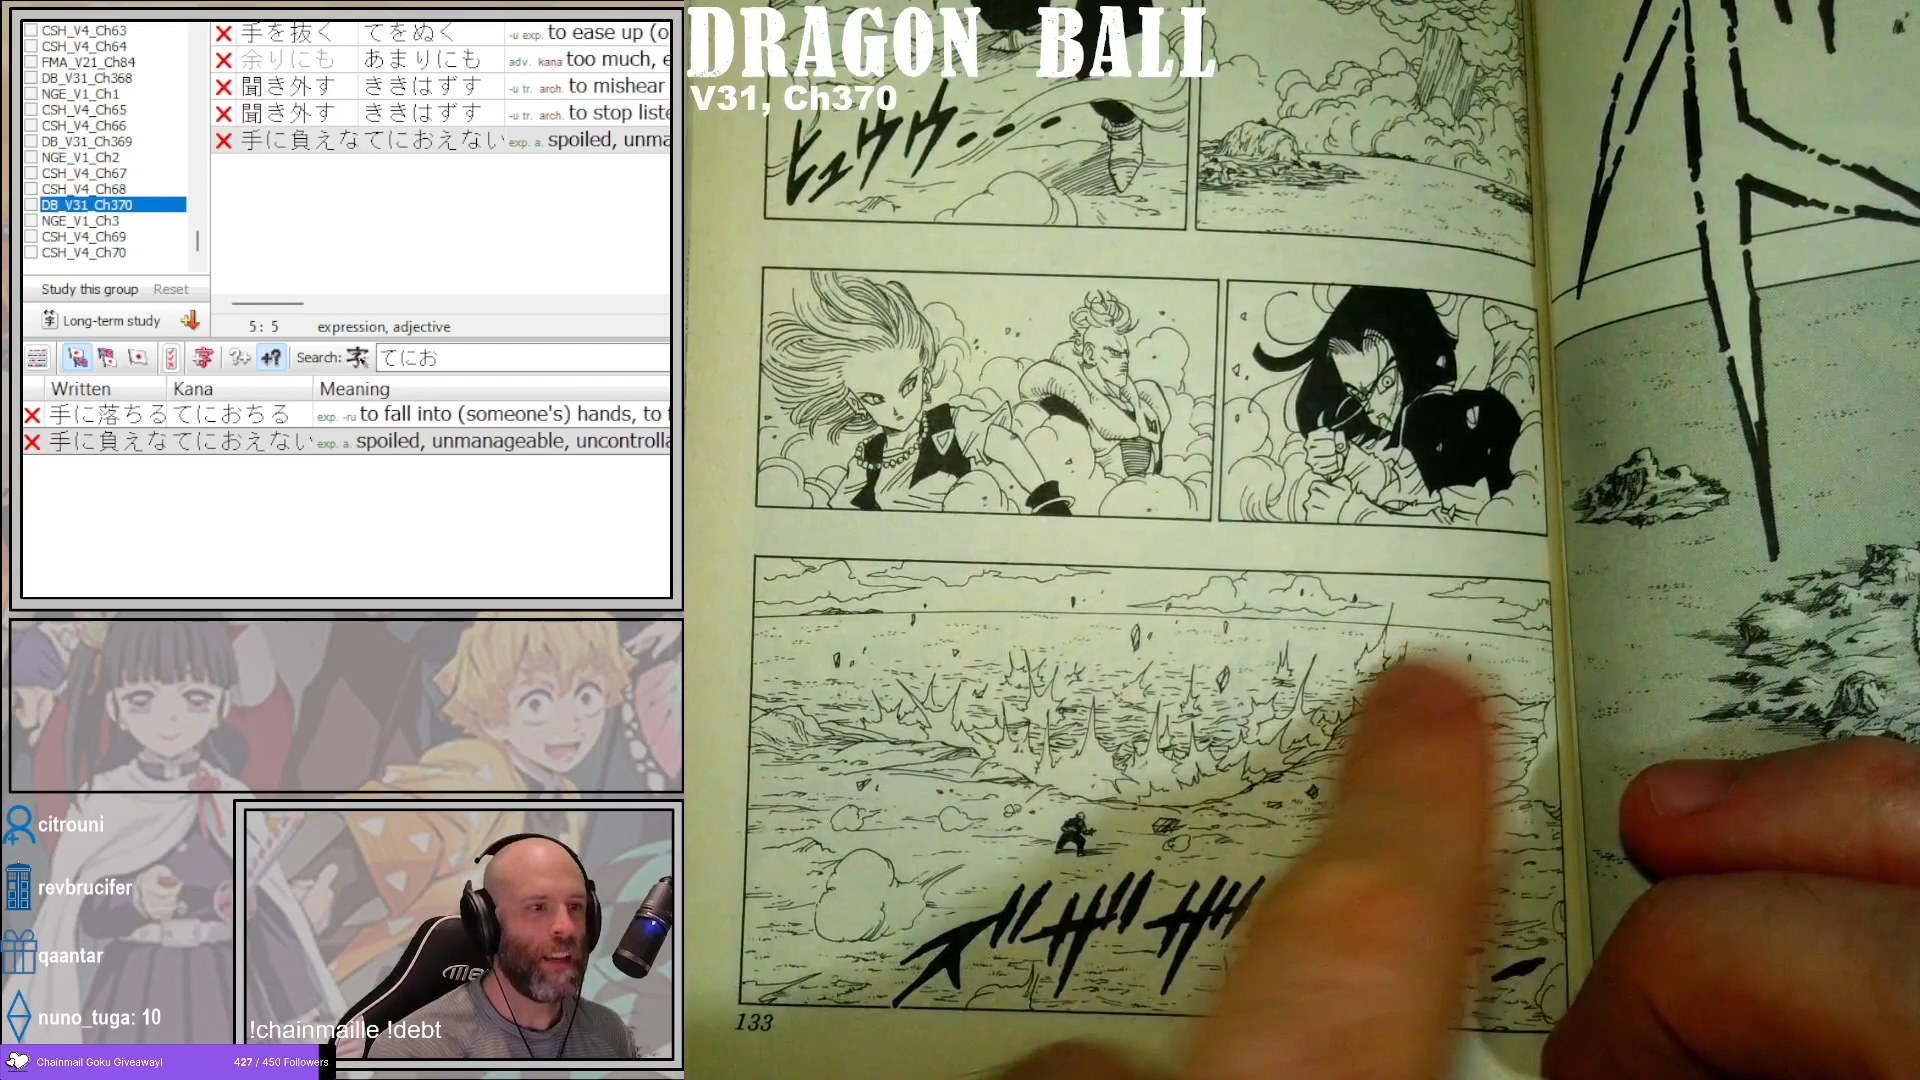 CSH_V4_Ch63
CSH_V4_Ch64
FMA_V21_Ch84
DB_V31_Ch368
NGE_V1_Ch1
CSH_V4_Ch65
CSH_V4_Ch66
DB_V31_Ch369
NGE_V1_Ch2
CSH_V4_Ch67
CSH_V4_Ch68
DB_V31_Ch370
NGE_V1_Ch3
CSH_V4_Ch69
CSH_V4_Ch70
Study this group Reset
Long-term study
手を抜く てをぬく -u exp. to ease up (o
余りにも あまりにも adv. kana too much, e
聞き外す ききはずす -u tr. arch. to mishear
聞き外す ききはずす -u tr. arch. to stop liste
手に負えな てにおえない exp. a. spoiled, unma
5: 5 expression, adjective
Search: てにお
Written Kana Meaning
手に落ちる てにおちる exp. -ru to fall into (someone's) hands, to
手に負えな てにおえない exp. a. spoiled, unmanageable, uncontrolla
DRAGON BALL
V31, Ch370
ヒュウウ・・・
ズザザ
133
citrouni
revbrucifer
qaantar
nuno_tuga: 10
!chainmaille !debt
Chainmail Goku Giveaway! 427 / 450 Followers